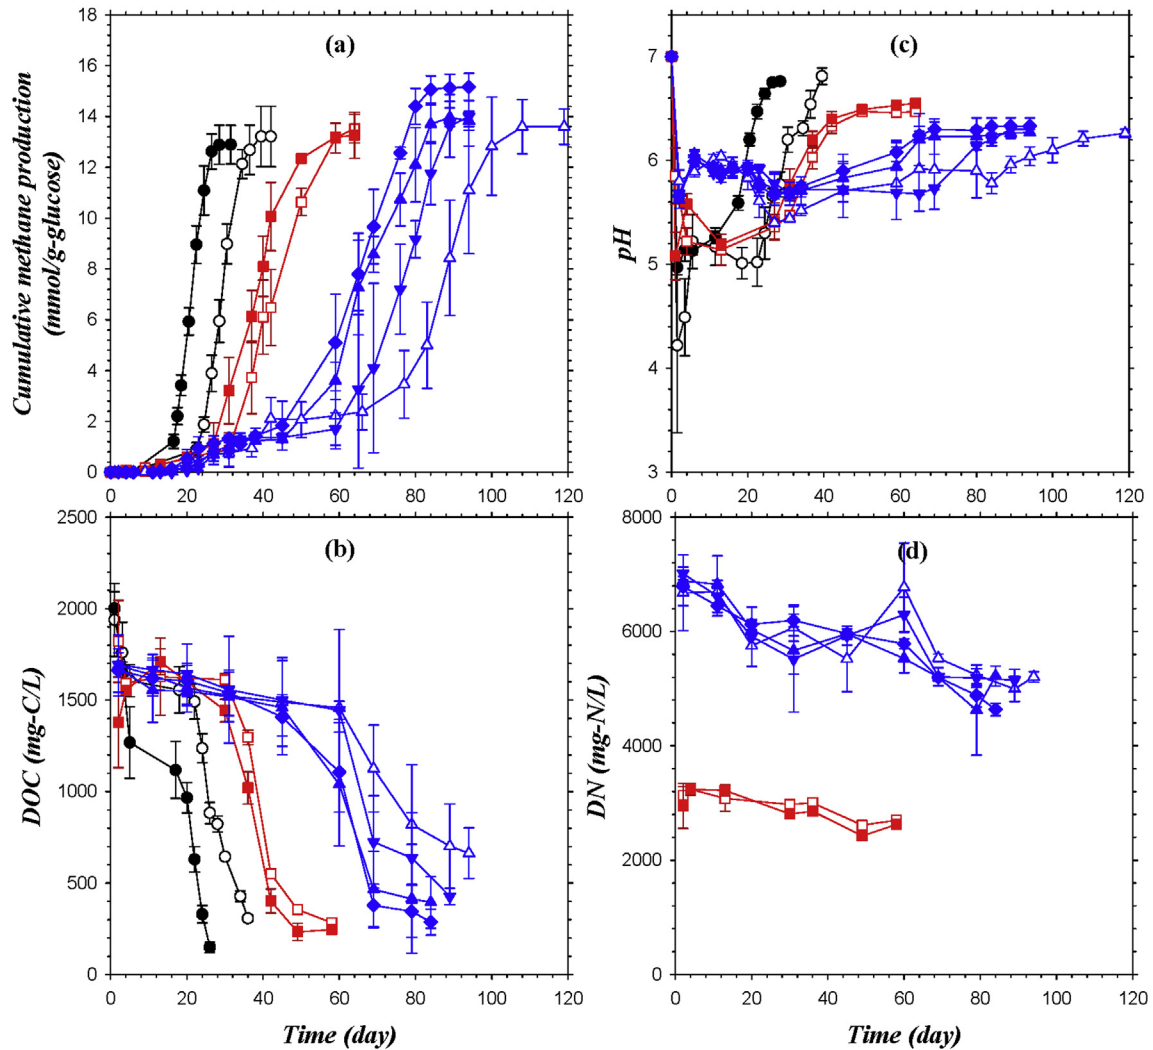 (a)
Cumulative methane production
(mmol/g-glucose)
18
16
14
12
10
8
6
4
2
0
0 20 40 60 80 100 120
(c)
pH
7
6
5
4
3
0 20 40 60 80 100 120
(b)
DOC (mg-C/L)
2500
2000
1500
1000
500
0
0 20 40 60 80 100 120
Time (day)
(d)
DN (mg-N/L)
8000
6000
4000
2000
0
0 20 40 60 80 100 120
Time (day)